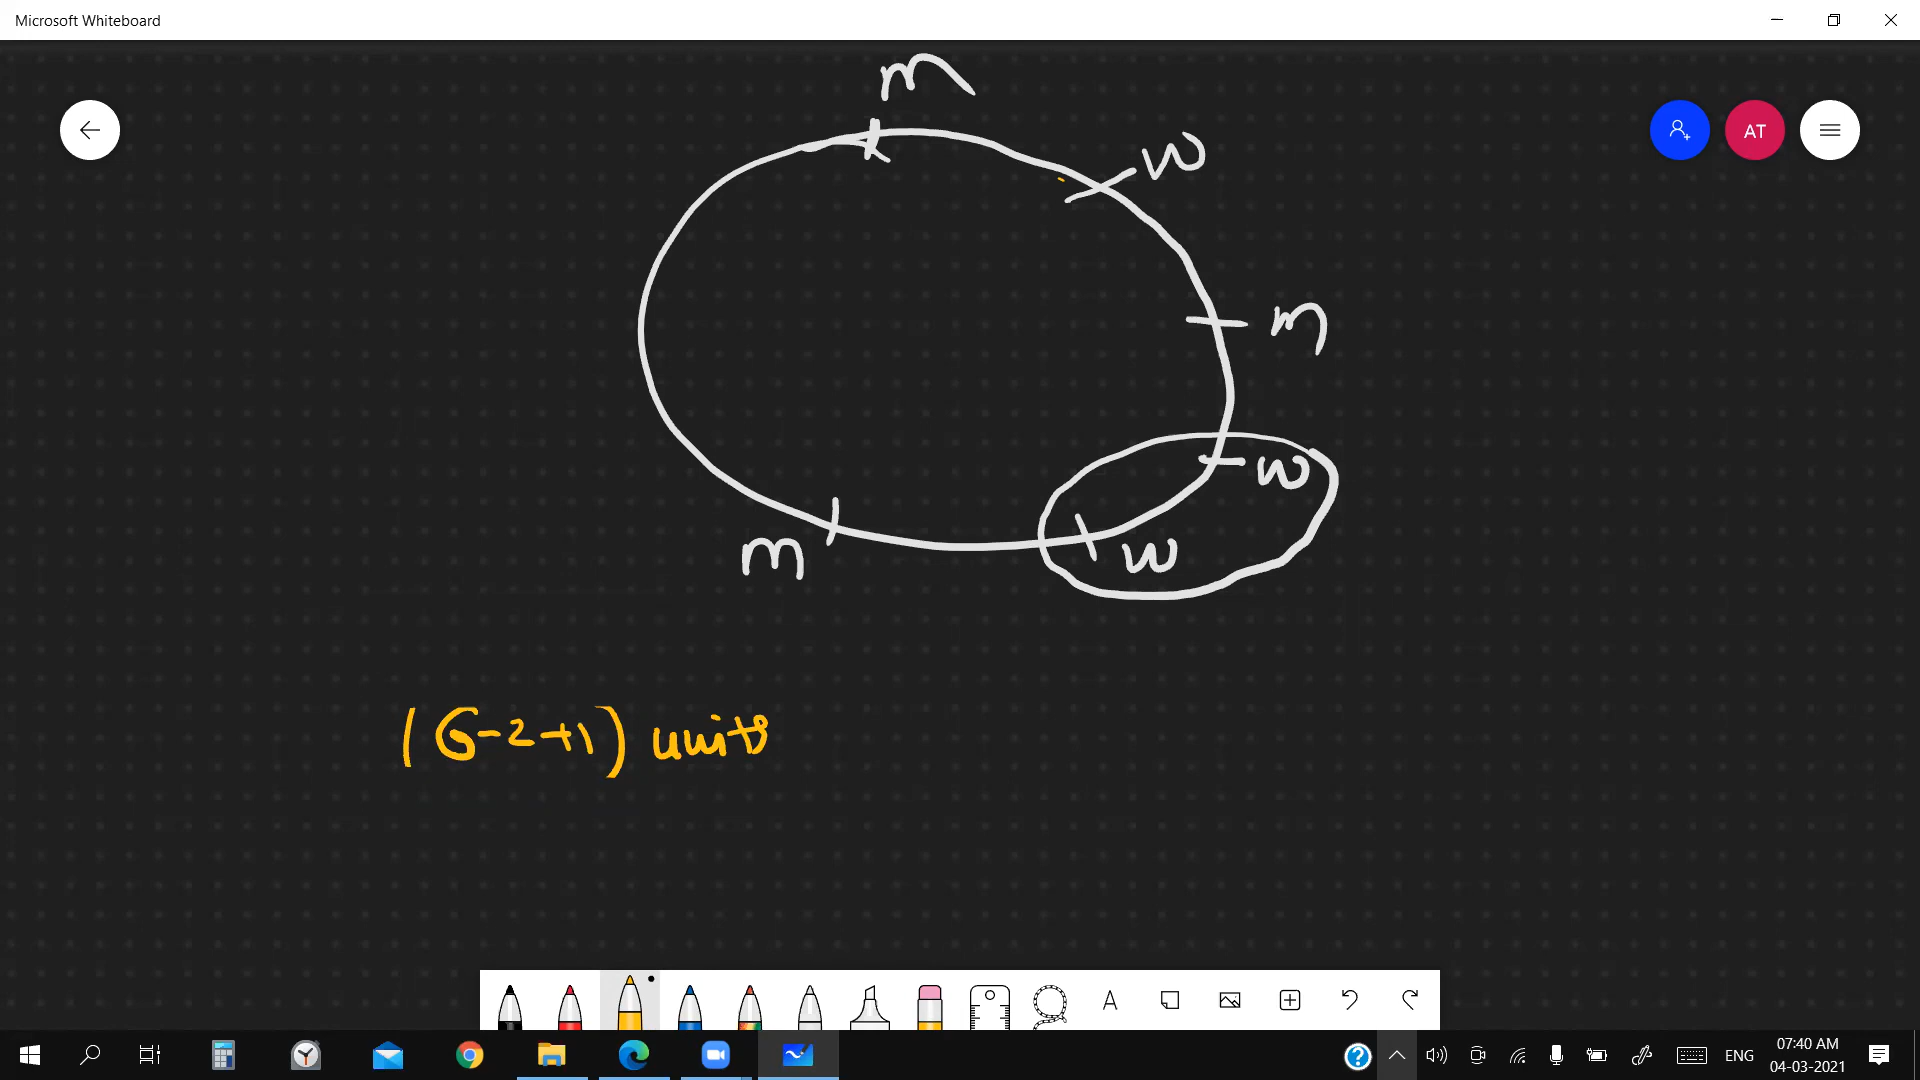 Microsoft Whiteboard
m
w
AT
m
w
w
m
(6-2+1) units
A
ENG
07:40 AM
04-03-2021